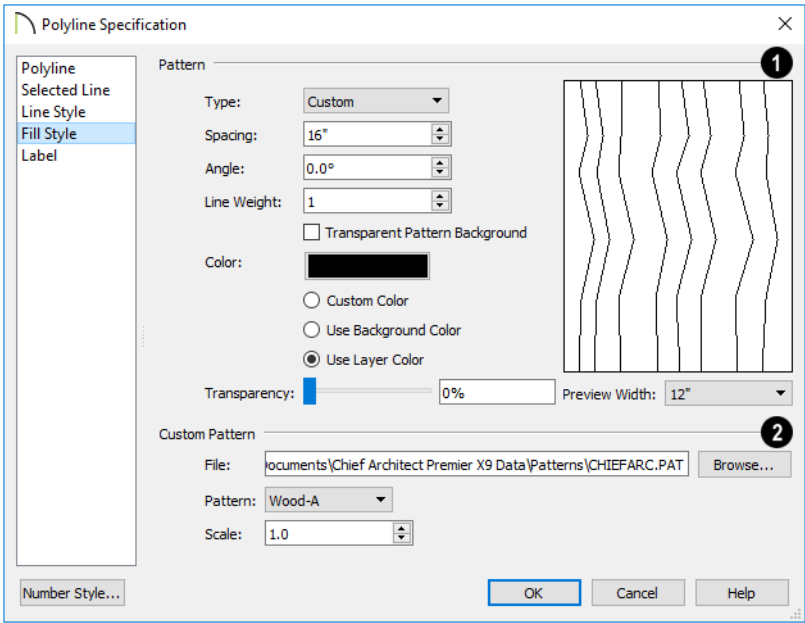 Polyline Specification
Polyline
Selected Line
Line Style
Fill Style
Label
Pattern
1
Type: Custom
Spacing: 16"
Angle: 0.0°
Line Weight: 1
Transparent Pattern Background
Color:
Custom Color
Use Background Color
Use Layer Color
Transparency: 0%
Preview Width: 12"
Custom Pattern
2
File: ocuments\Chief Architect Premier X9 Data\Patterns\CHIEFARC.PAT Browse...
Pattern: Wood-A
Scale: 1.0
Number Style... OK Cancel Help